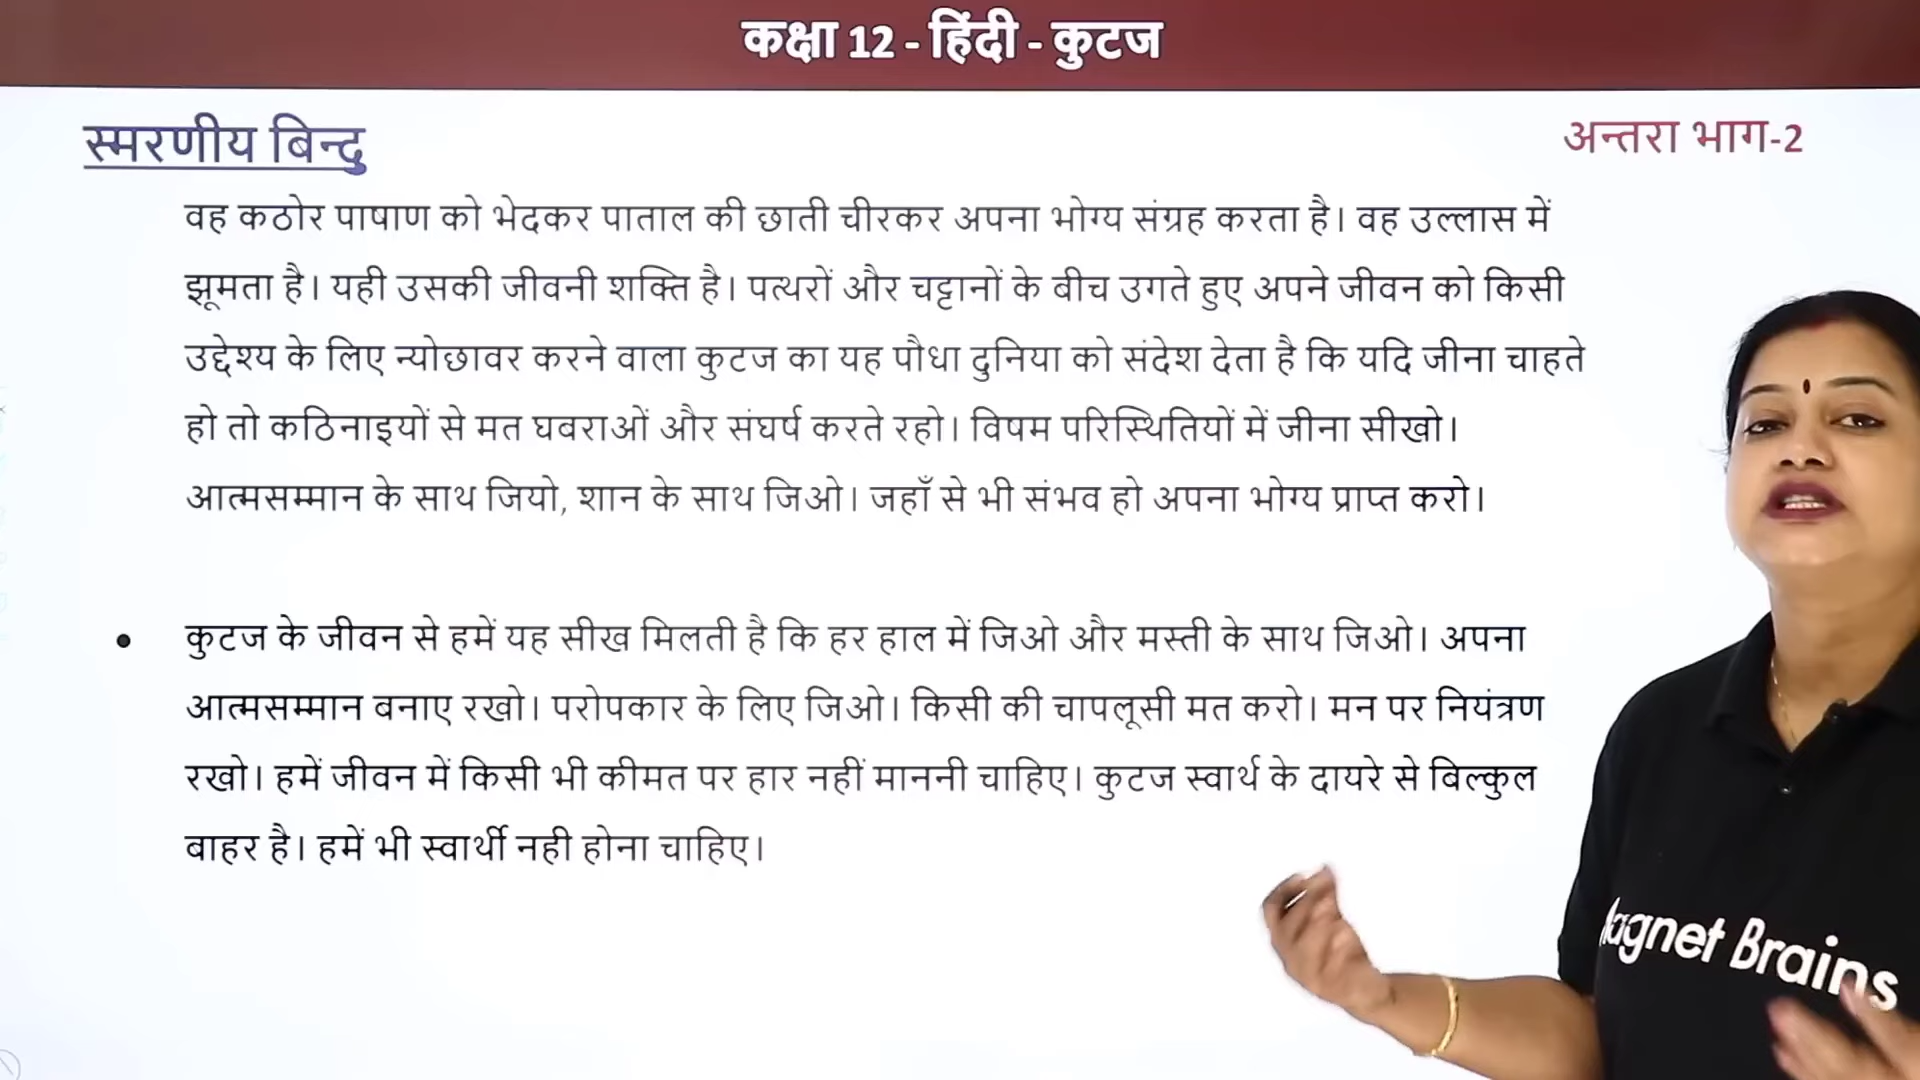 कक्षा 12 - हिंदी - कुटज
स्मरणीय बिन्दु
अन्तरा भाग-2
वह कठोर पाषाण को भेदकर पाताल की छाती चीरकर अपना भोग्य संग्रह करता है। वह उल्लास में
झूमता है। यही उसकी जीवनी शक्ति है। पत्थरों और चट्टानों के बीच उगते हुए अपने जीवन को किसी
उद्देश्य के लिए न्योछावर करने वाला कुटज का यह पौधा दुनिया को संदेश देता है कि यदि जीना चाहते
हो तो कठिनाइयों से मत घबराओं और संघर्ष करते रहो। विषम परिस्थितियों में जीना सीखो।
आत्मसम्मान के साथ जियो, शान के साथ जिओ। जहाँ से भी संभव हो अपना भोग्य प्राप्त करो।
• कुटज के जीवन से हमें यह सीख मिलती है कि हर हाल में जिओ और मस्ती के साथ जिओ। अपना
आत्मसम्मान बनाए रखो। परोपकार के लिए जिओ। किसी की चापलूसी मत करो। मन पर नियंत्रण
रखो। हमें जीवन में किसी भी कीमत पर हार नहीं माननी चाहिए। कुटज स्वार्थ के दायरे से बिल्कुल
बाहर है। हमें भी स्वार्थी नही होना चाहिए।
agnet Brains